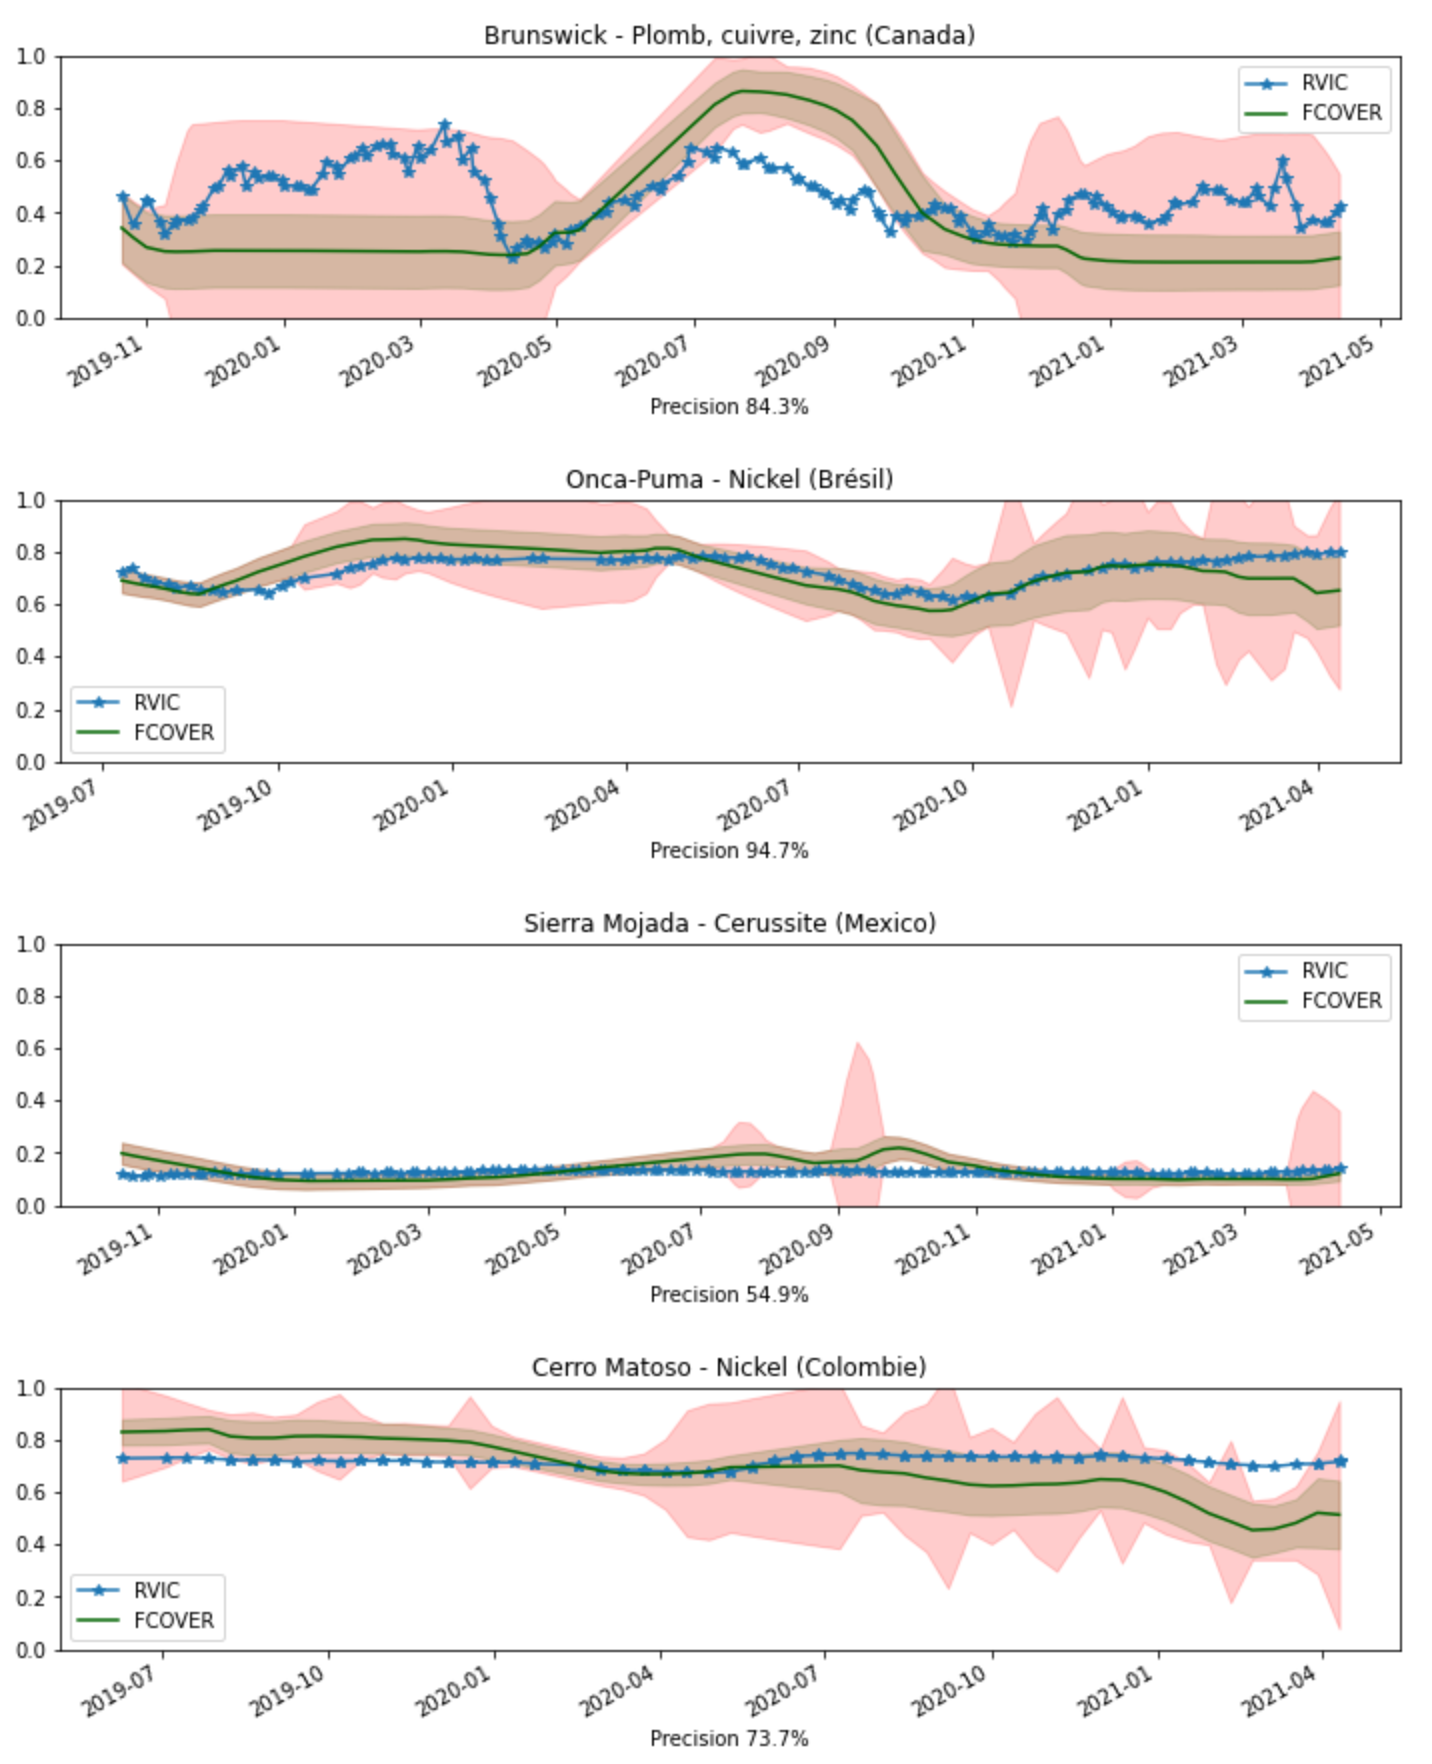 Brunswick - Plomb, cuivre, zinc (Canada)
1.0
0.8
0.6
0.4
0.2
0.0
RVIC
FCOVER
2019-11 2020-01 2020-03 2020-05 2020-07 2020-09 2020-11 2021-01 2021-03 2021-05
Precision 84.3%
Onca-Puma - Nickel (Brésil)
1.0
0.8
0.6
0.4
0.2
0.0
RVIC
FCOVER
2019-07 2019-10 2020-01 2020-04 2020-07 2020-10 2021-01 2021-04
Precision 94.7%
Sierra Mojada - Cerussite (Mexico)
1.0
0.8
0.6
0.4
0.2
0.0
RVIC
FCOVER
2019-11 2020-01 2020-03 2020-05 2020-07 2020-09 2020-11 2021-01 2021-03 2021-05
Precision 54.9%
Cerro Matoso - Nickel (Colombie)
1.0
0.8
0.6
0.4
0.2
0.0
RVIC
FCOVER
2019-07 2019-10 2020-01 2020-04 2020-07 2020-10 2021-01 2021-04
Precision 73.7%